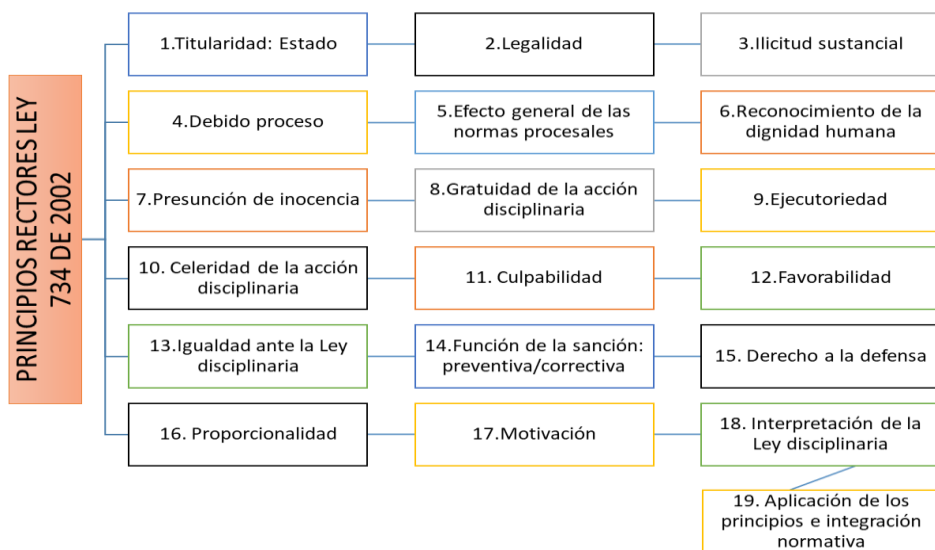 PRINCIPIOS RECTORES LEY
734 DE 2002
1.Titularidad: Estado
2.Legalidad
3.Ilicitud sustancial
4.Debido proceso
5.Efecto general de las
normas procesales
6.Reconocimiento de la
dignidad humana
7.Presunción de inocencia
8.Gratuidad de la acción
disciplinaria
9.Ejecutoriedad
10. Celeridad de la acción
disciplinaria
11. Culpabilidad
12.Favorabilidad
13.Igualdad ante la Ley
disciplinaria
14.Función de la sanción:
preventiva/correctiva
15. Derecho a la defensa
16. Proporcionalidad
17.Motivación
18. Interpretación de la
Ley disciplinaria
19. Aplicación de los
principios e integración
normativa